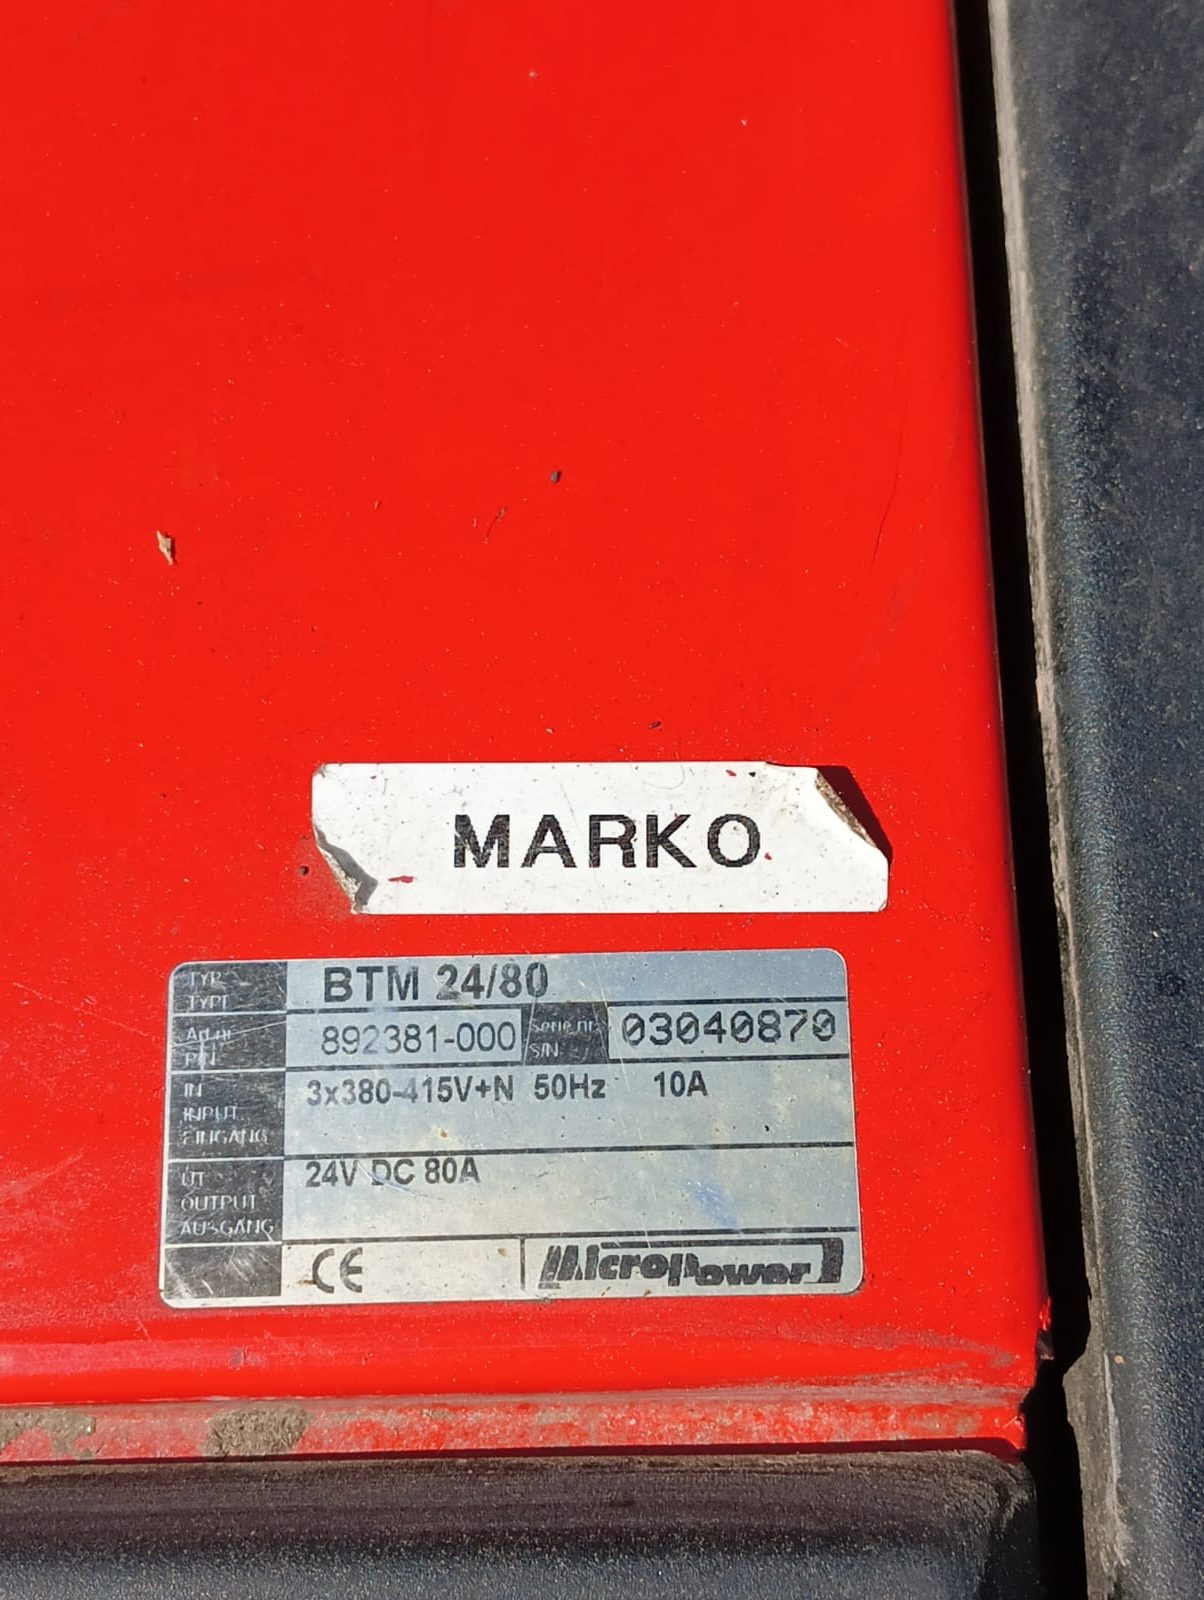 MARKO
TYP BTM 24/80
TYPE
Art.nr 892381-000 Serie nr. 03040870
P/N S/N
IN 3x380-415V+N 50Hz 10A
INPUT
EINGANG
UT 24V DC 80A
OUTPUT
AUSGANG
CE Micropower